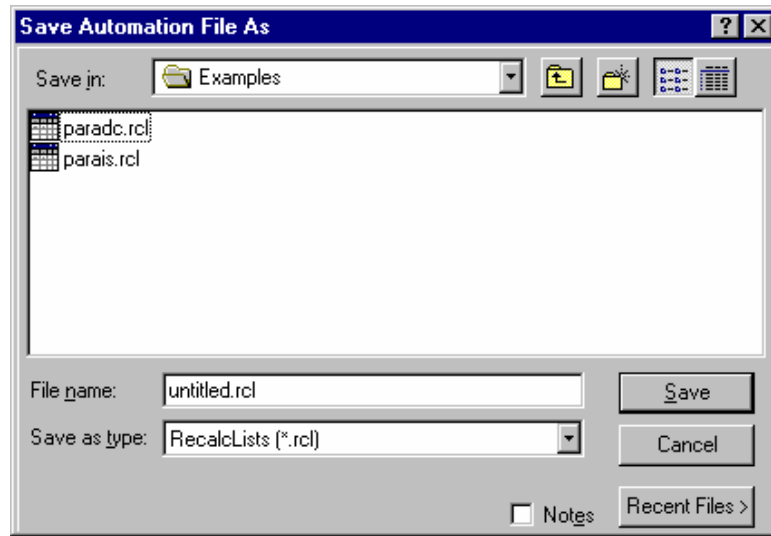 Save Automation File As
Save in: Examples
paradc.rcl
parais.rcl
File name: untitled.rcl
Save
Save as type: RecalcLists (*.rcl)
Cancel
Notes
Recent Files >